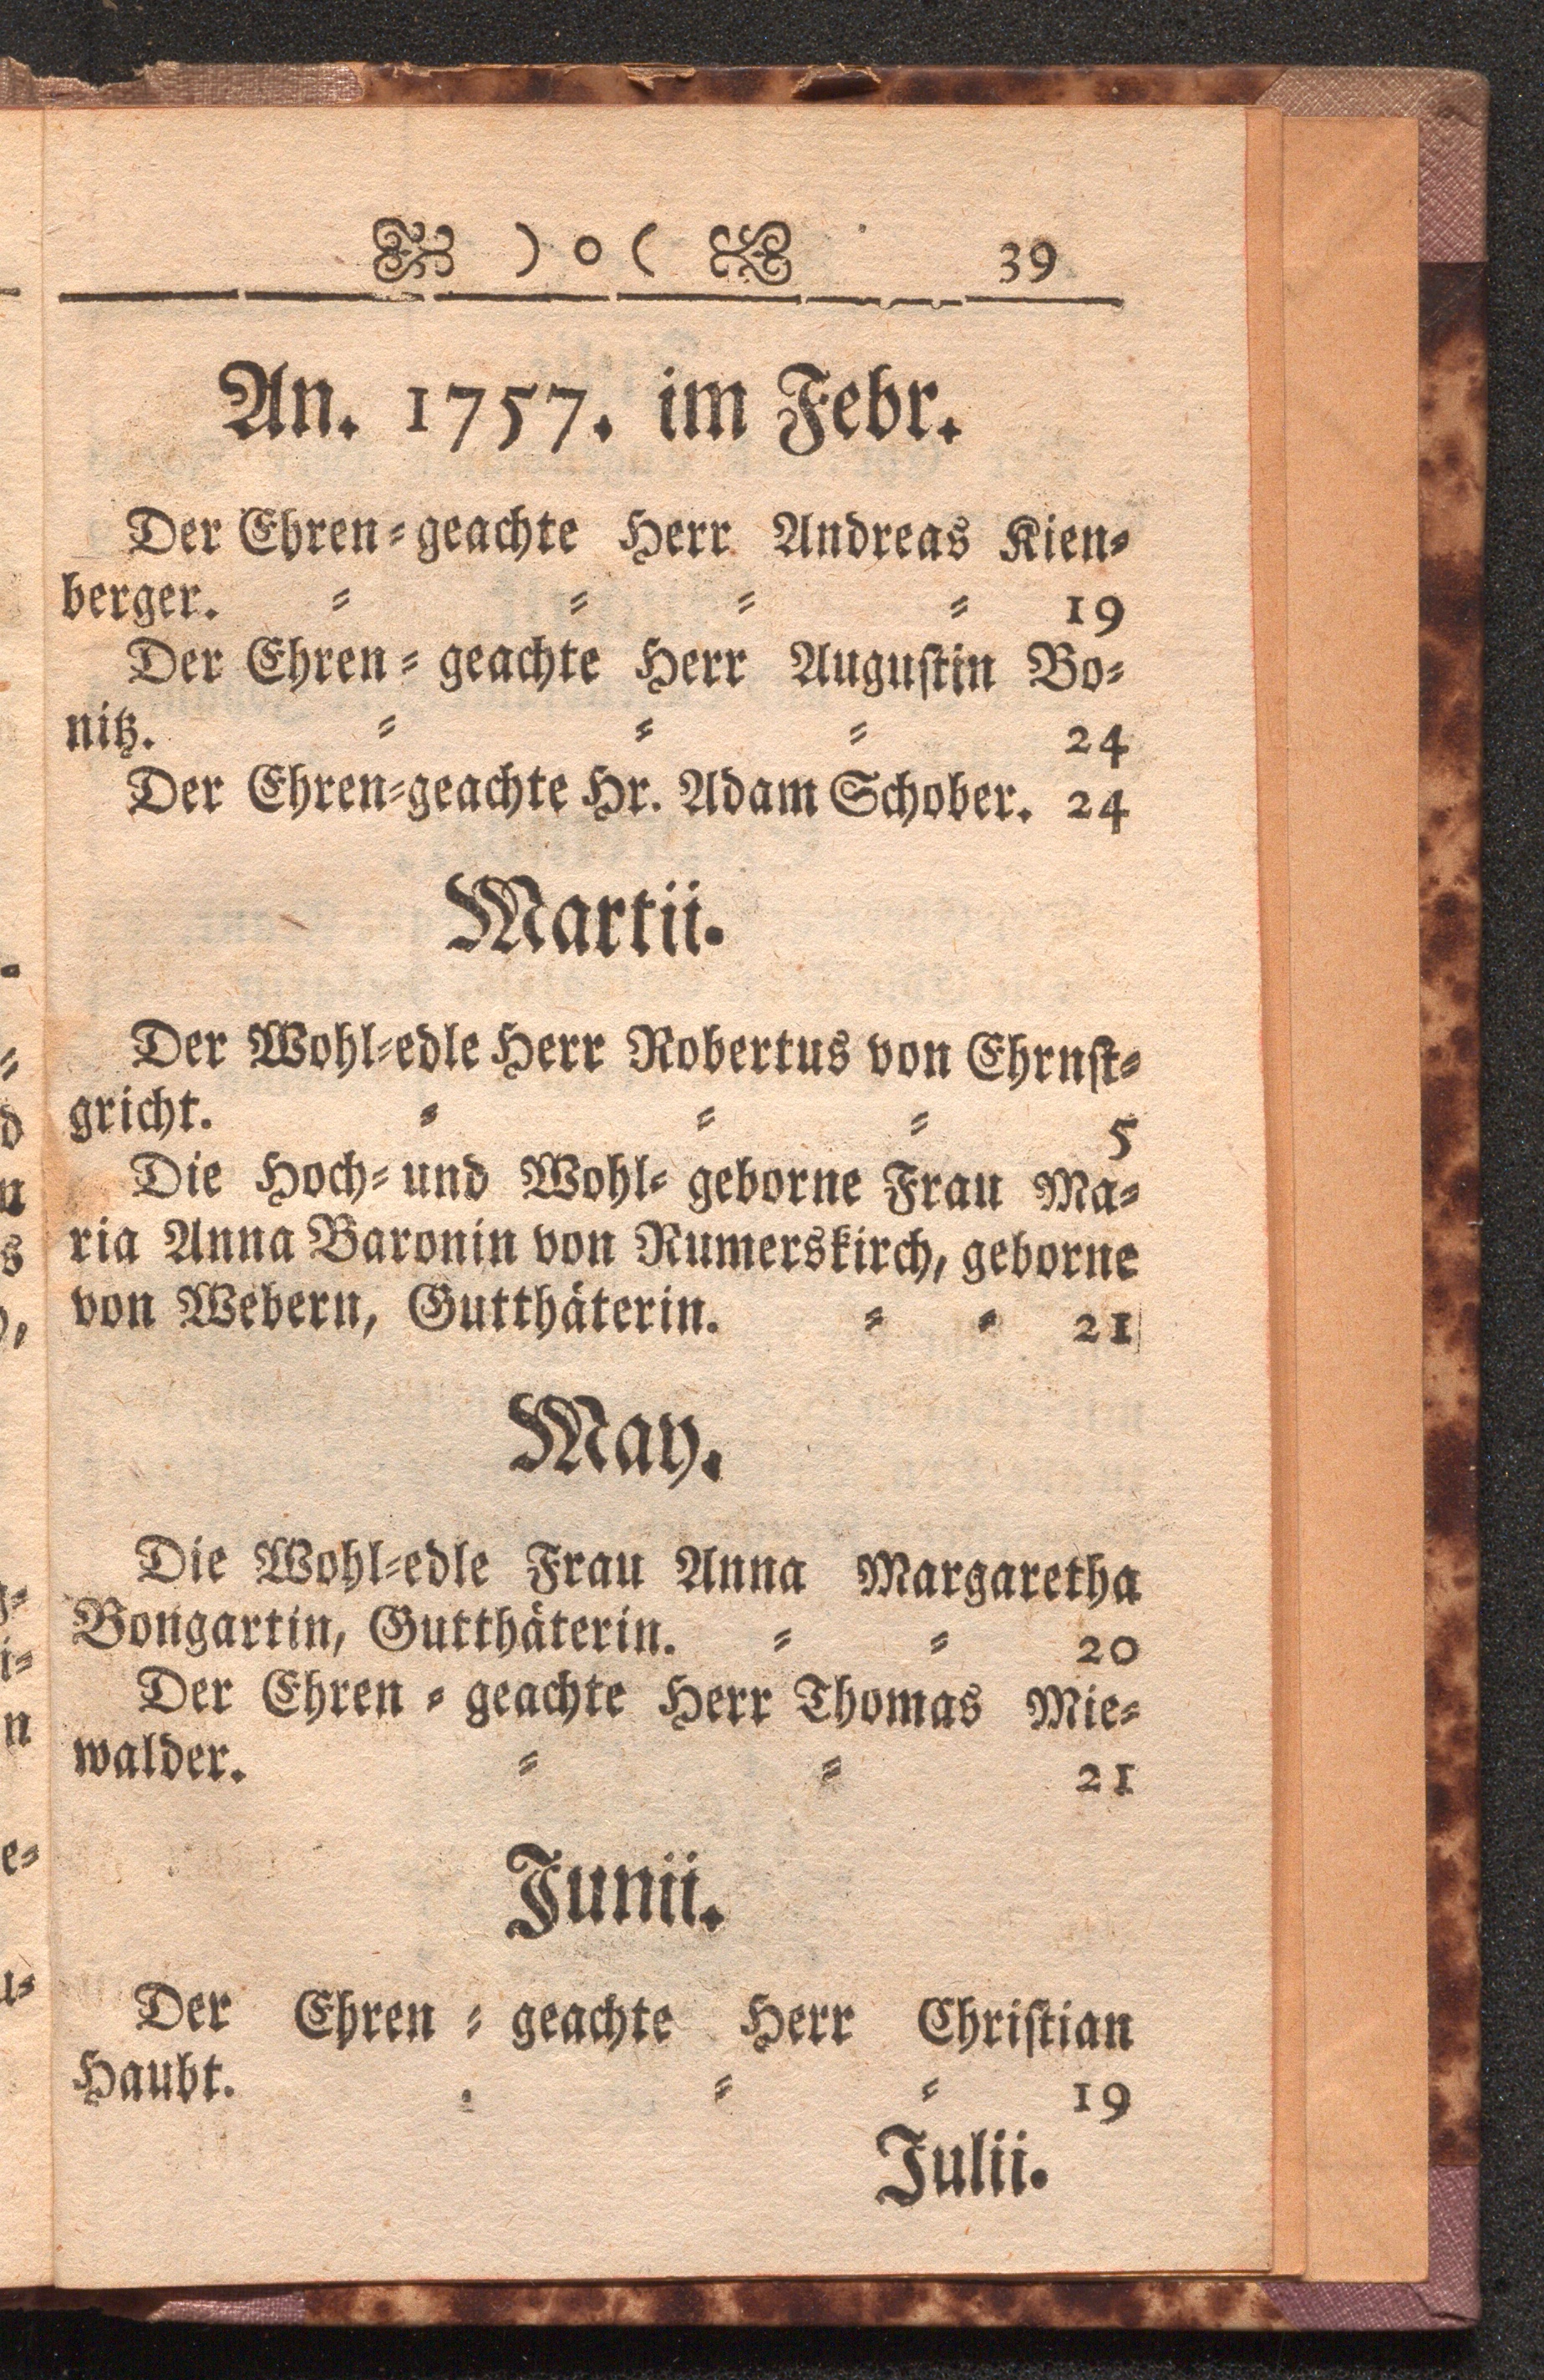 ) o ( 39
An. 1757. im Febr.
Der Ehren⸗geachte Herr Andreas Kien⸗
berger. ⸗ ⸗ ⸗ ⸗ 19
Der Ehren⸗geachte Herr Auguſtin Bo⸗
nitz. ⸗ ⸗ ⸗ 24
Der Ehren⸗geachte Hr. Adam Schober. 24
Martii.
Der Wohl⸗edle Herr Robertus von Ehrnſt⸗
gricht. ⸗ ⸗ ⸗ 5
Die Hoch⸗ und Wohl⸗ geborne Frau Ma⸗
ria Anna Baronin von Rumerskirch, geborne
von Webern, Gutthäterin. ⸗ ⸗ 21
May.
Die Wohl⸗edle Frau Anna Margaretha
Bongartin, Gutthäterin. ⸗ ⸗ 20
Der Ehren⸗geachte Herr Thomas Mie⸗
walder. ⸗ ⸗ 21
Junii.
Der Ehren⸗geachte Herr Chriſtian
Haubt. ⸗ ⸗ ⸗ 19
Julii.